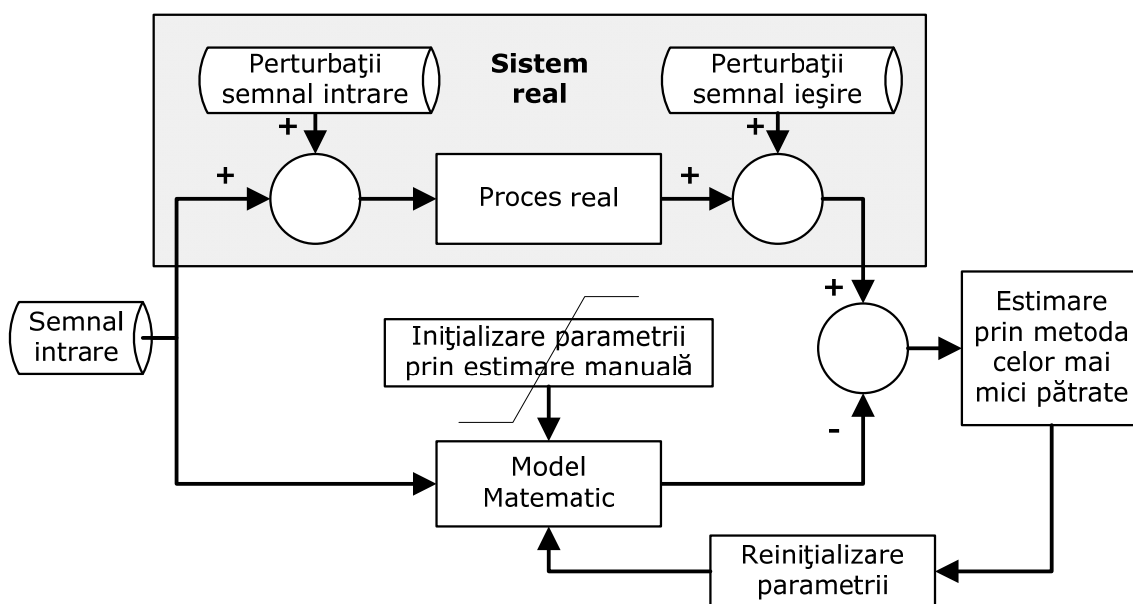 Perturbaţii
semnal intrare
Sistem
real
Perturbaţii
semnal ieşire
+
+
+
+
Proces real
Semnal
intrare
Iniţializare parametrii
prin estimare manuală
+
-
Estimare
prin metoda
celor mai
mici pătrate
Model
Matematic
Reiniţializare
parametrii